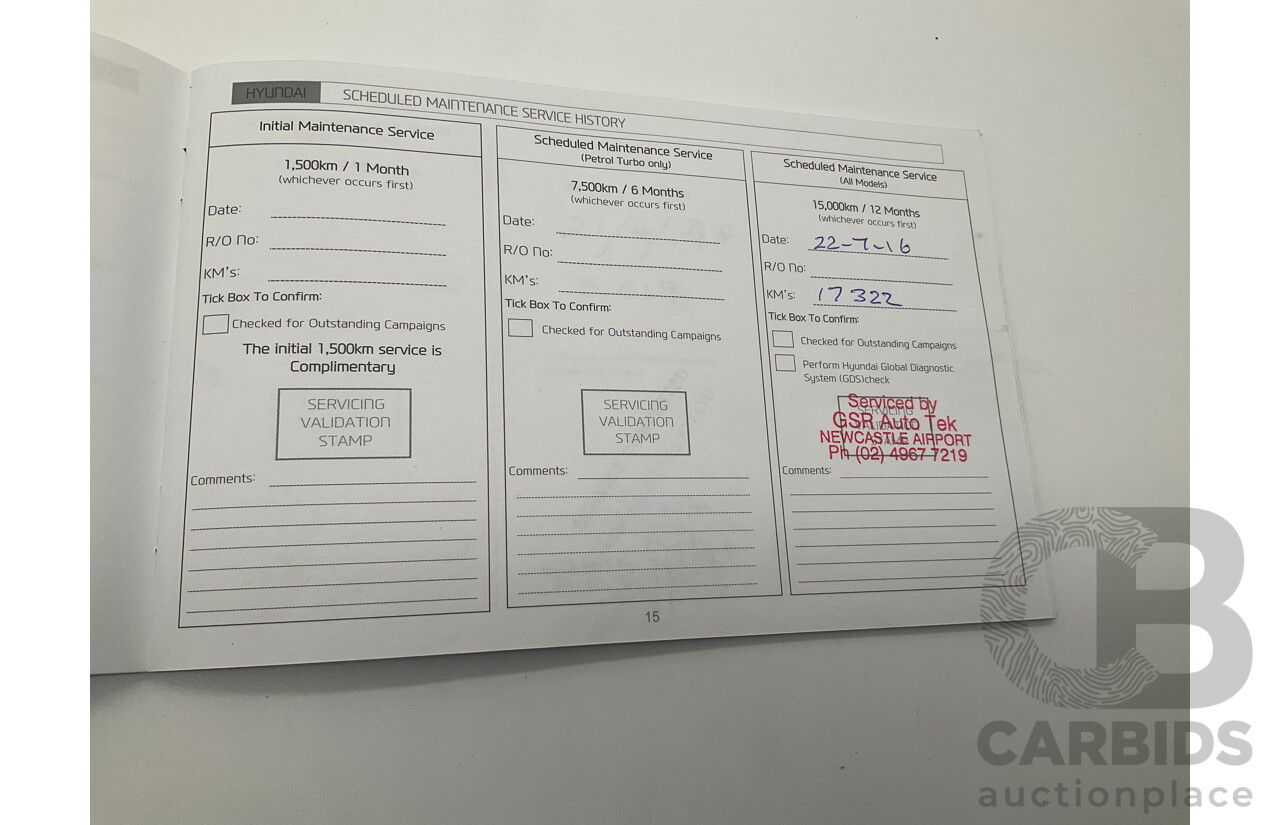 HYUNDAI
SCHEDULED MAINTENANCE SERVICE HISTORY
Initial Maintenance Service
1,500km / 1 Month
(whichever occurs first)
Date:
R/O No:
KM's:
Tick Box To Confirm:
Checked for Outstanding Campaigns
The initial 1,500km service is
Complimentary
SERVICING
VALIDATION
STAMP
Comments:
Scheduled Maintenance Service
(Petrol Turbo only)
7,500km / 6 Months
(whichever occurs first)
Date:
R/O No:
KM's:
Tick Box To Confirm:
Checked for Outstanding Campaigns
SERVICING
VALIDATION
STAMP
Comments:
Scheduled Maintenance Service
(All Models)
15,000km / 12 Months
(whichever occurs first)
Date: 22-7-16
R/O No:
KM's: 17322
Tick Box To Confirm:
Checked for Outstanding Campaigns
Perform Hyundai Global Diagnostic
System (GDS)check
Serviced by
GSR Auto Tek
NEWCASTLE AIRPORT
Ph (02) 4967 7219
Comments:
15
CARBIDS
auctionplace